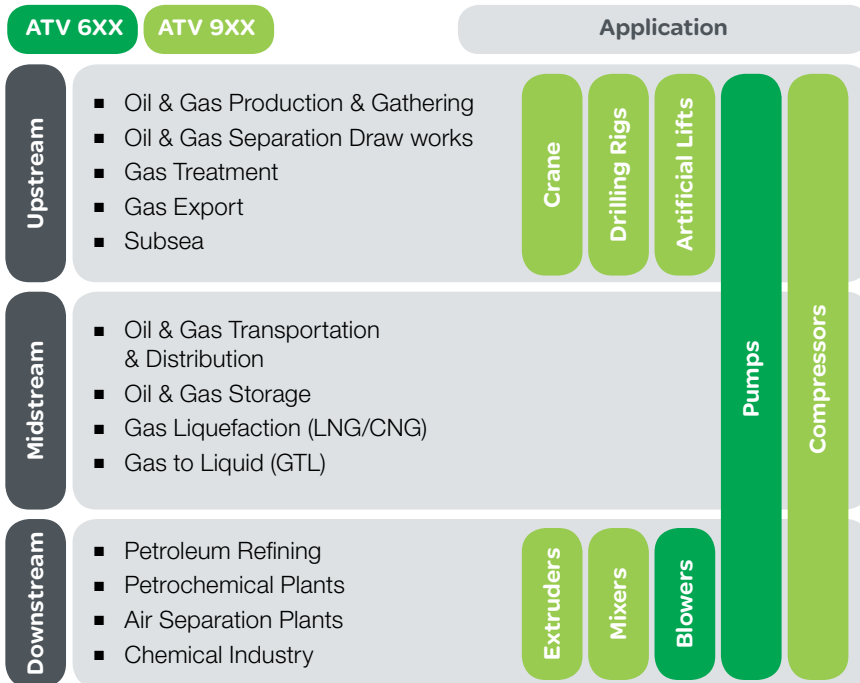 ATV 6XX
ATV 9XX
Application
Upstream
■ Oil & Gas Production & Gathering
■ Oil & Gas Separation Draw works
■ Gas Treatment
■ Gas Export
■ Subsea
Crane
Drilling Rigs
Artificial Lifts
Pumps
Compressors
Midstream
■ Oil & Gas Transportation
& Distribution
■ Oil & Gas Storage
■ Gas Liquefaction (LNG/CNG)
■ Gas to Liquid (GTL)
Downstream
■ Petroleum Refining
■ Petrochemical Plants
■ Air Separation Plants
■ Chemical Industry
Extruders
Mixers
Blowers